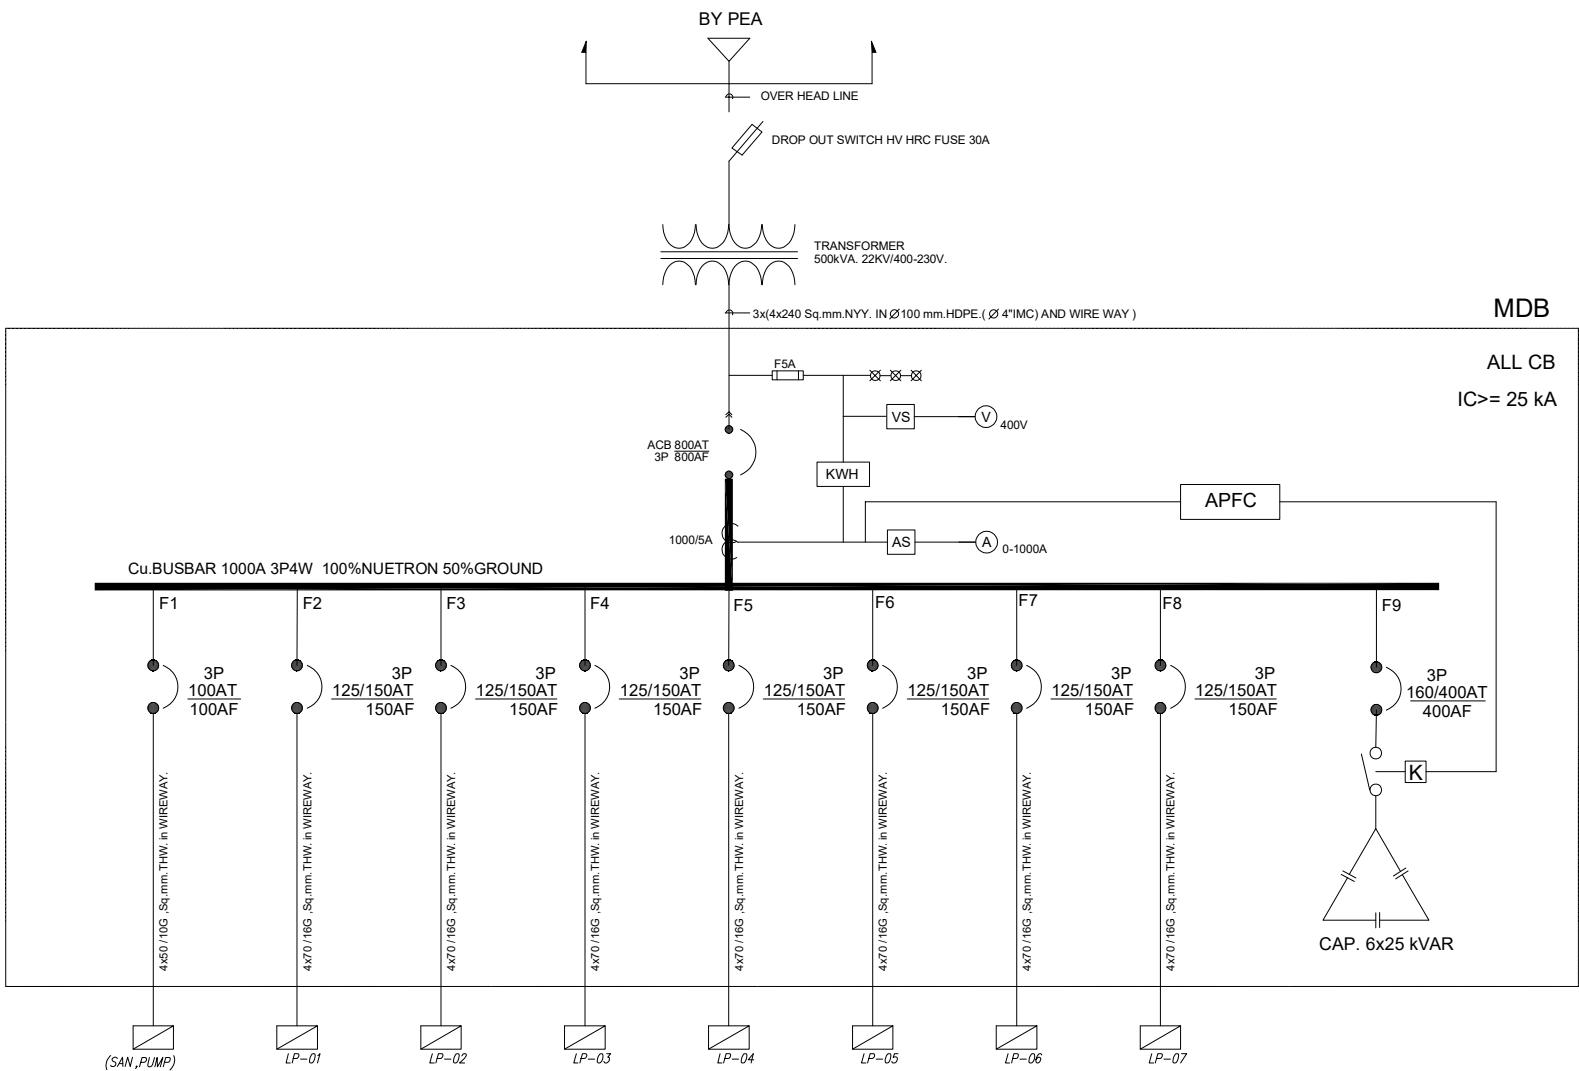 BY PEA
OVER HEAD LINE
DROP OUT SWITCH HV HRC FUSE 30A
TRANSFORMER
500kVA. 22KV/400-230V.
3x(4x240 Sq.mm.NYY. IN Ø100 mm.HDPE.( Ø 4"IMC) AND WIRE WAY )
MDB
ALL CB
IC>= 25 kA
F5A
VS
V
400V
ACB 800AT
3P 800AF
KWH
APFC
1000/5A
AS
A
0-1000A
Cu.BUSBAR 1000A 3P4W 100%NUETRON 50%GROUND
F1
F2
F3
F4
F5
F6
F7
F8
F9
3P
100AT
100AF
3P
125/150AT
150AF
3P
125/150AT
150AF
3P
125/150AT
150AF
3P
125/150AT
150AF
3P
125/150AT
150AF
3P
125/150AT
150AF
3P
125/150AT
150AF
3P
160/400AT
400AF
K
4x50 /10G ,Sq.mm.THW. in WIREWAY.
4x70 /16G ,Sq.mm.THW. in WIREWAY.
4x70 /16G ,Sq.mm.THW. in WIREWAY.
4x70 /16G ,Sq.mm.THW. in WIREWAY.
4x70 /16G ,Sq.mm.THW. in WIREWAY.
4x70 /16G ,Sq.mm.THW. in WIREWAY.
4x70 /16G ,Sq.mm.THW. in WIREWAY.
4x70 /16G ,Sq.mm.THW. in WIREWAY.
CAP. 6x25 kVAR
(SAN,PUMP)
LP-01
LP-02
LP-03
LP-04
LP-05
LP-06
LP-07